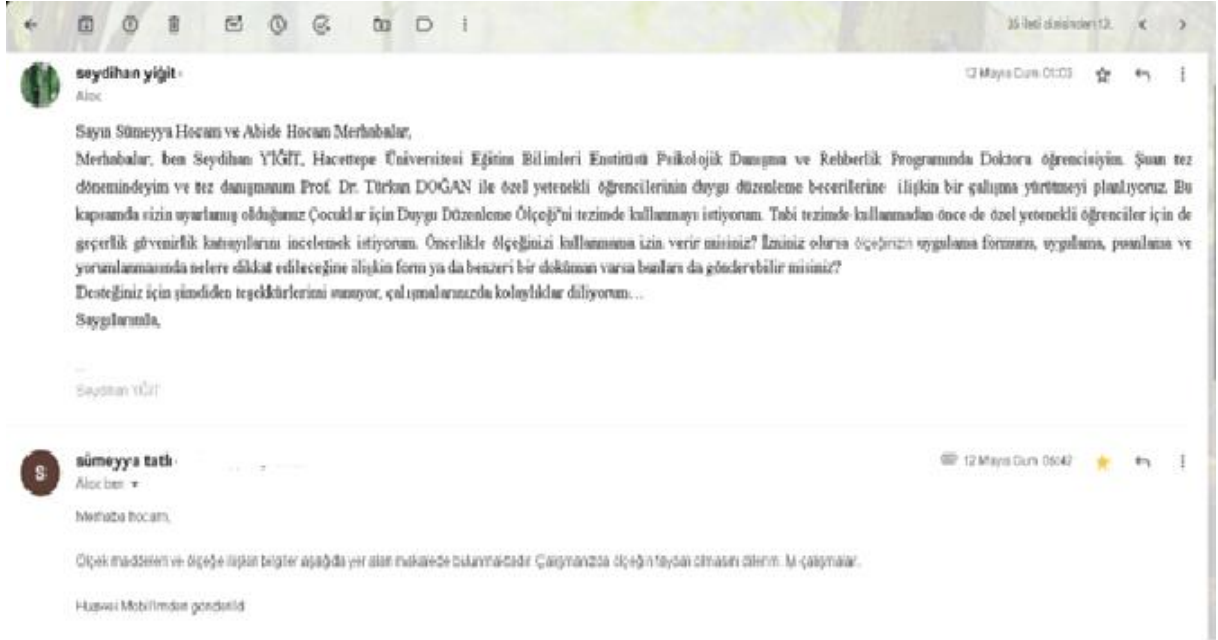 35 ileti dizisinden 12.
seydihan yiğit
12 Mayıs Cum 01:03
Alıcı:
Sayın Sümeyya Hocam ve Abide Hocam Merhabalar,
Merhabalar, ben Seydihan YİĞİT, Hacettepe Üniversitesi Eğitim Bilimleri Enstitüsü Psikolojik Danışma ve Rehberlik Programında Doktora öğrencisiyim. Şuan tez
dönemindeyim ve tez danışmanım Prof. Dr. Türkan DOĞAN ile özel yetenekli öğrencilerinin duygu düzenleme becerilerine ilişkin bir çalışma yürütmeyi planlıyoruz. Bu
kapsamda sizin uyarlamış olduğunuz Çocuklar için Duygu Düzenleme Ölçeği'ni tezimde kullanmayı istiyorum. Tabi tezimde kullanmadan önce de özel yetenekli öğrenciler için de
geçerlik güvenirlik katsayılarını incelemek istiyorum. Öncelikle ölçeğinizi kullanmama izin verir misiniz? İzniniz olursa ölçeğinizin uygulama formunu, uygulama, puanlama ve
yorumlanmasında nelere dikkat edileceğine ilişkin form ya da benzeri bir doküman varsa bunları da gönderebilir misiniz?
Desteğiniz için şimdiden teşekkürlerimi sunuyor, çalışmalarınızda kolaylıklar diliyorum…
Saygılarımla,
...
Seydihan YİĞİT
S
sümeyya tatlı
12 Mayıs Cum 06:42
Alıcı: ben
Merhaba hocam,
Ölçek maddeleri ve ölçeğe ilişkin bilgiler aşağıda yer alan makalede bulunmaktadır. Çalışmanızda ölçeğin faydalı olmasını dilerim. İyi çalışmalar.
Huawei Mobil'imden gönderildi